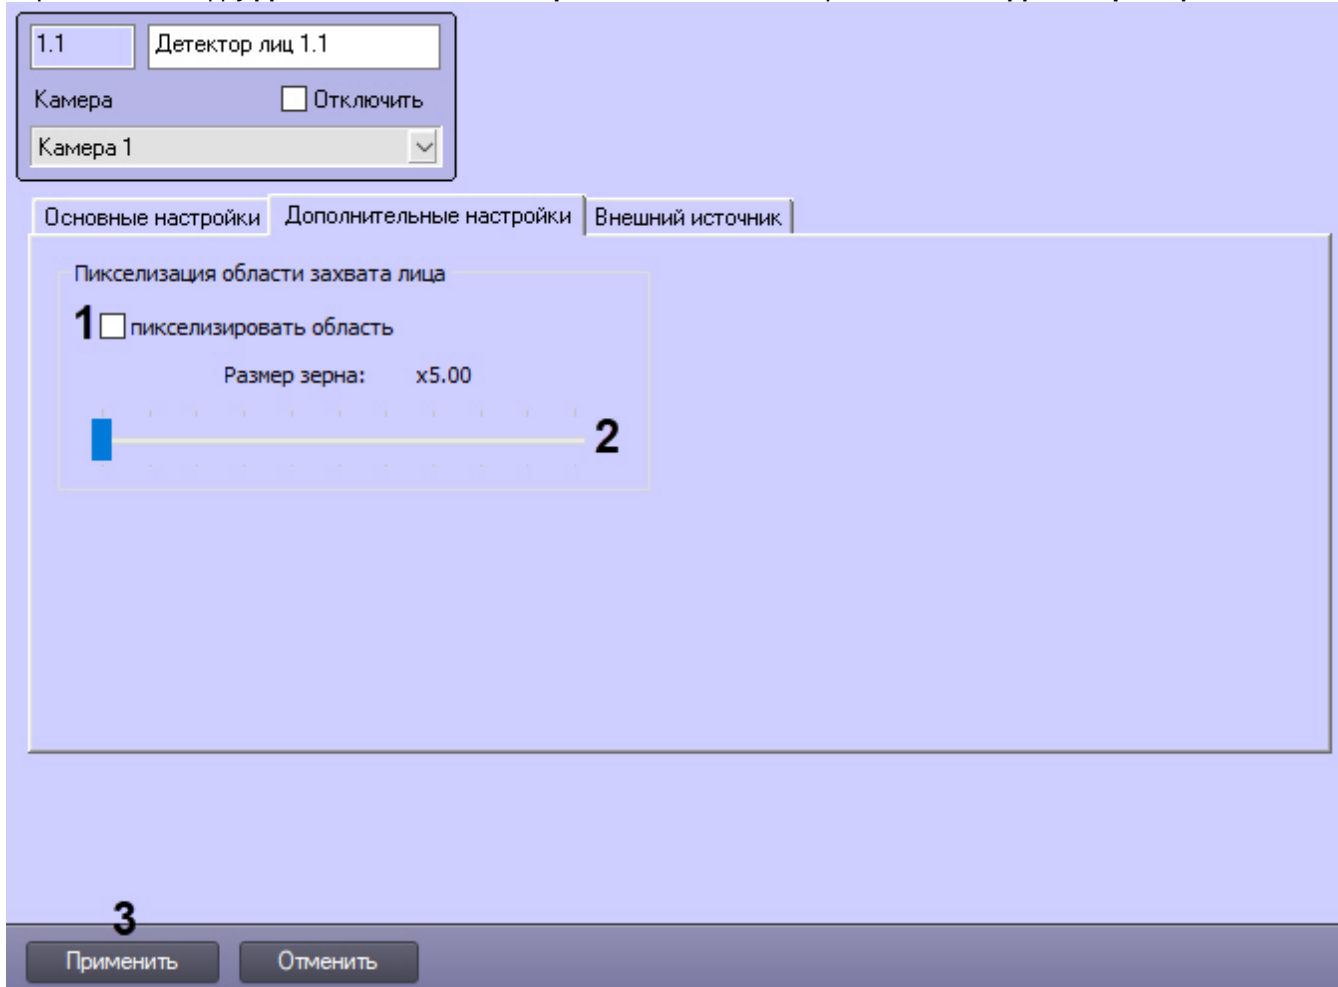 1.1 Детектор лиц 1.1
Камера Отключить
Камера 1
Основные настройки Дополнительные настройки Внешний источник
Пикселизация области захвата лица
1 пикселизировать область
Размер зерна: x5.00
2
3
Применить Отменить